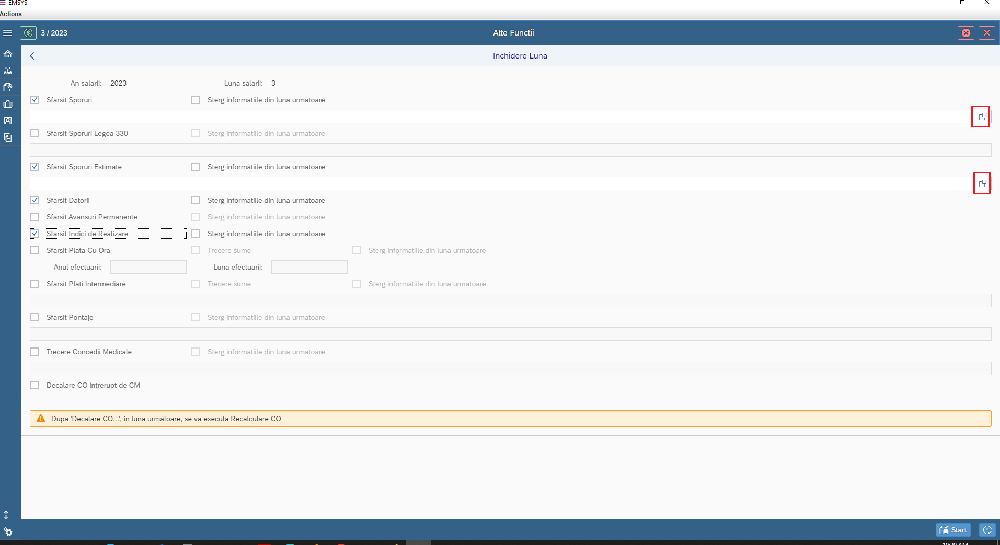 EMSYS
Actions
3 / 2023
Alte Functii
Inchidere Luna
An salarii: 2023 Luna salarii: 3
Sfarsit Sporuri Sterg informatiile din luna urmatoare
Sfarsit Sporuri Legea 330 Sterg informatiile din luna urmatoare
Sfarsit Sporuri Estimate Sterg informatiile din luna urmatoare
Sfarsit Datorii Sterg informatiile din luna urmatoare
Sfarsit Avansuri Permanente Sterg informatiile din luna urmatoare
Sfarsit Indici de Realizare Sterg informatiile din luna urmatoare
Sfarsit Plata Cu Ora Trecere sume Sterg informatiile din luna urmatoare
Anul efectuarii: Luna efectuarii:
Sfarsit Plati Intermediare Trecere sume Sterg informatiile din luna urmatoare
Sfarsit Pontaje Sterg informatiile din luna urmatoare
Trecere Concedii Medicale Sterg informatiile din luna urmatoare
Decalare CO intrerupt de CM
Dupa 'Decalare CO...', in luna urmatoare, se va executa Recalculare CO
Start